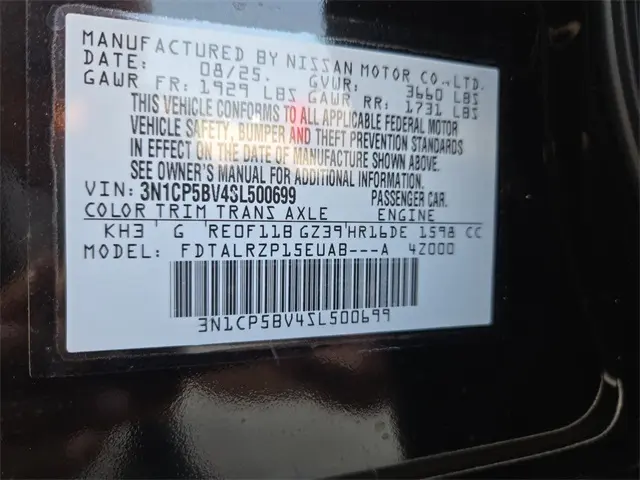 MANUFACTURED BY NISSAN MOTOR CO.,LTD.
DATE: 08/25. GVWR: 3660 LBS
GAWR FR: 1929 LBS GAWR RR: 1731 LBS
THIS VEHICLE CONFORMS TO ALL APPLICABLE FEDERAL MOTOR
VEHICLE SAFETY, BUMPER AND THEFT PREVENTION STANDARDS
IN EFFECT ON THE DATE OF MANUFACTURE SHOWN ABOVE.
SEE OWNER'S MANUAL FOR ADDITIONAL INFORMATION.
VIN: 3N1CP5BV4SL500699 PASSENGER CAR.
COLOR TRIM TRANS AXLE ENGINE
KH3 G RE0F11B GZ39 HR16DE 1598 CC
MODEL: FDTALRZP15EUAB---A 42000
3N1CP5BV4SL500699